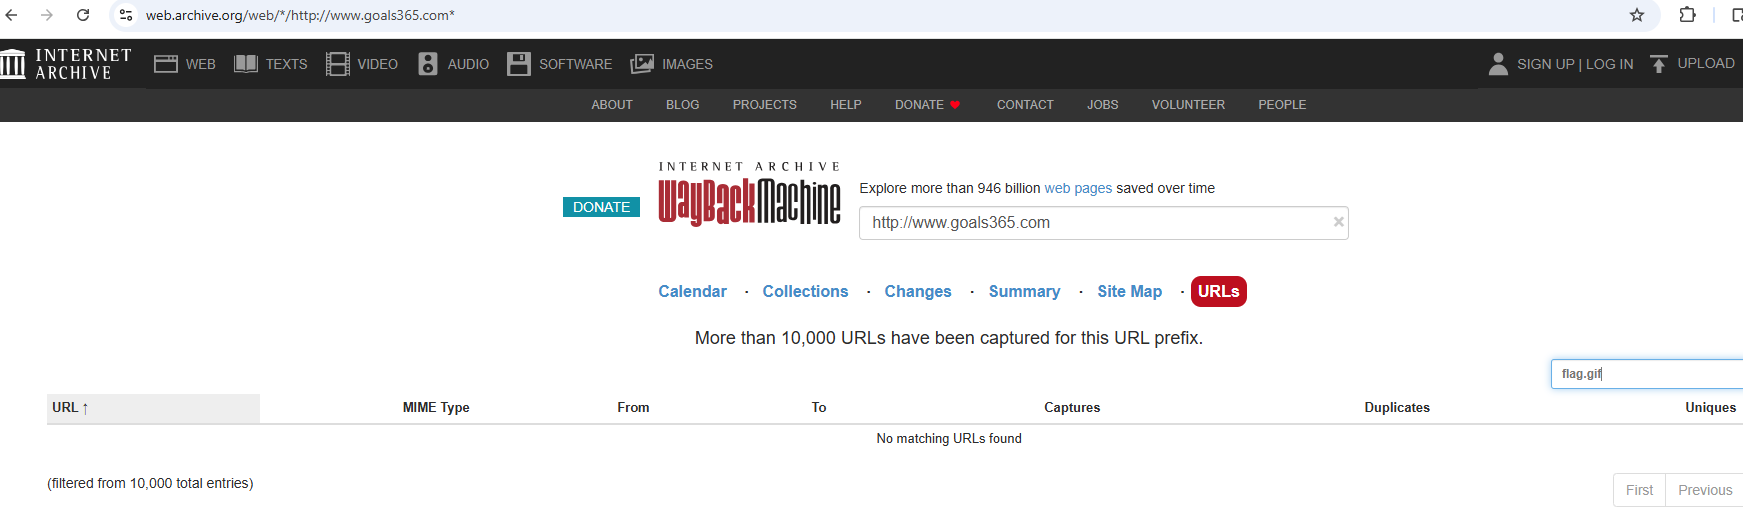 web.archive.org/web/*/http://www.goals365.com*
INTERNET ARCHIVE
WEB TEXTS VIDEO AUDIO SOFTWARE IMAGES
SIGN UP | LOG IN UPLOAD
ABOUT BLOG PROJECTS HELP DONATE CONTACT JOBS VOLUNTEER PEOPLE
DONATE
INTERNET ARCHIVE
WayBackMachine
Explore more than 946 billion web pages saved over time
http://www.goals365.com ×
Calendar · Collections · Changes · Summary · Site Map · URLs
More than 10,000 URLs have been captured for this URL prefix.
flag.gif
URL ↑ MIME Type From To Captures Duplicates Uniques
No matching URLs found
(filtered from 10,000 total entries)
First Previous